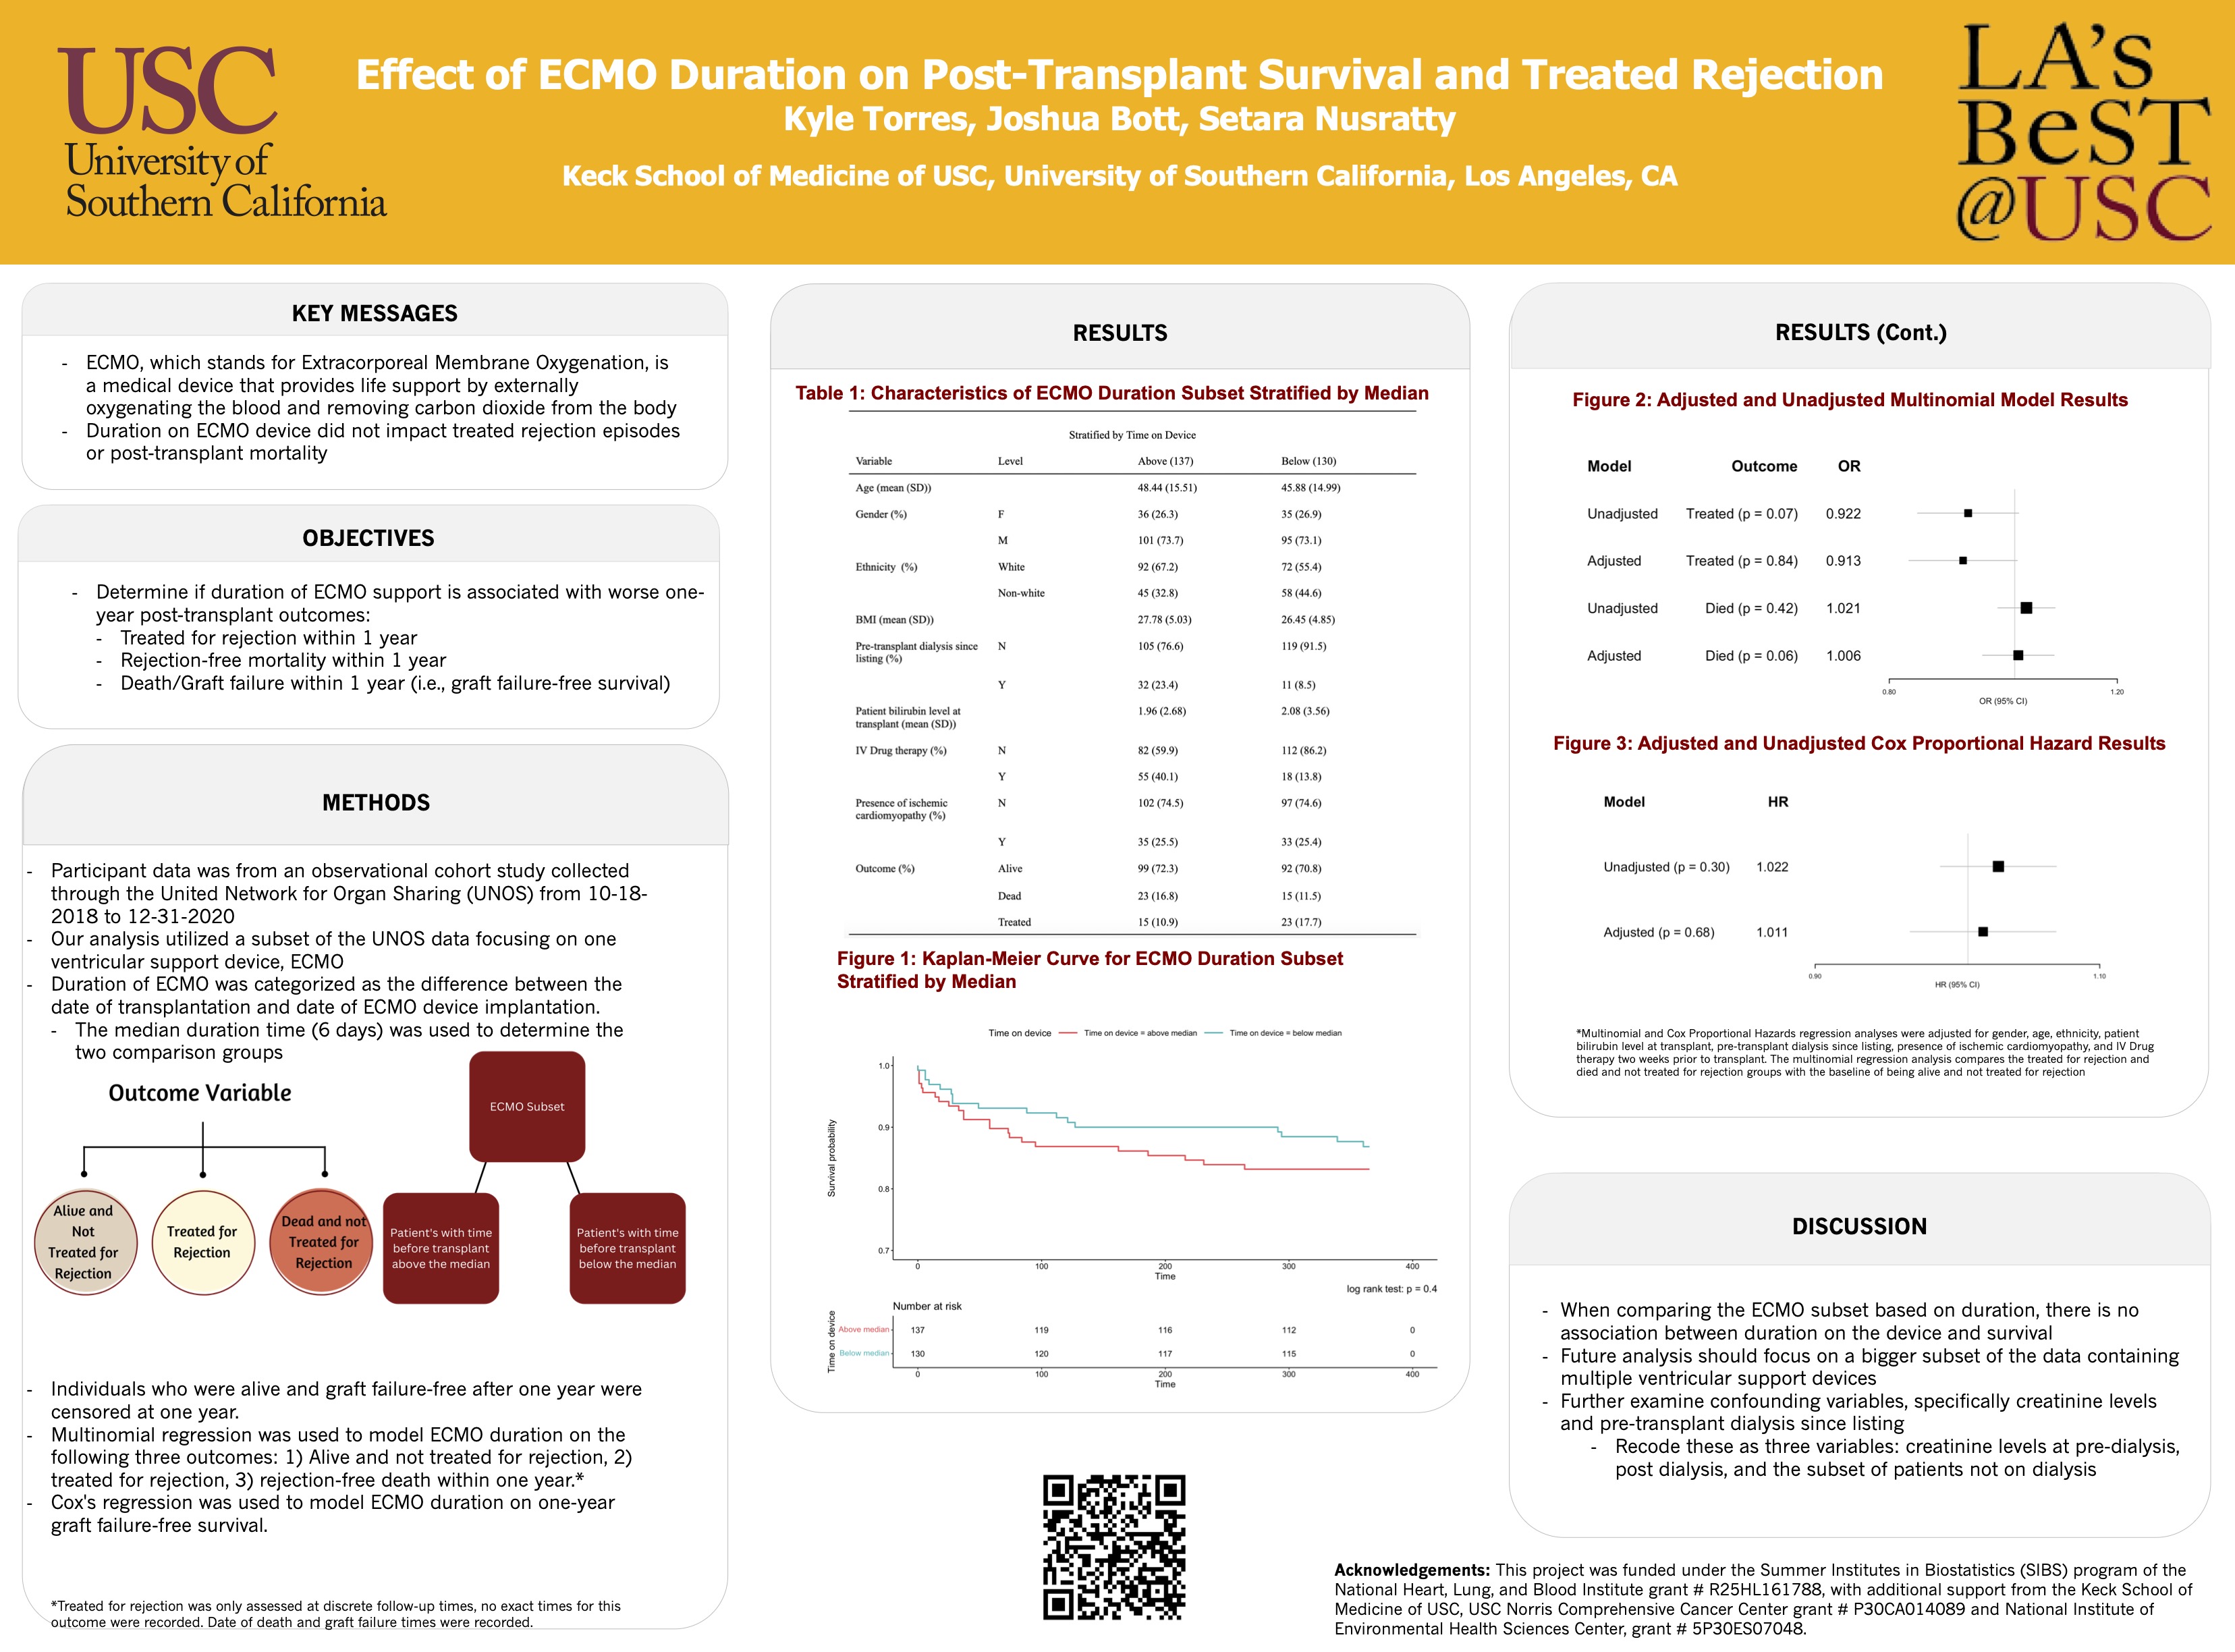 USC
University of
Southern California
Effect of ECMO Duration on Post-Transplant Survival and Treated Rejection
Kyle Torres, Joshua Bott, Setara Nusratty
Keck School of Medicine of USC, University of Southern California, Los Angeles, CA
LA's
BeST
@USC
KEY MESSAGES
- ECMO, which stands for Extracorporeal Membrane Oxygenation, is
a medical device that provides life support by externally
oxygenating the blood and removing carbon dioxide from the body
- Duration on ECMO device did not impact treated rejection episodes
or post-transplant mortality
OBJECTIVES
- Determine if duration of ECMO support is associated with worse one-
year post-transplant outcomes:
- Treated for rejection within 1 year
- Rejection-free mortality within 1 year
- Death/Graft failure within 1 year (i.e., graft failure-free survival)
METHODS
- Participant data was from an observational cohort study collected
through the United Network for Organ Sharing (UNOS) from 10-18-
2018 to 12-31-2020
- Our analysis utilized a subset of the UNOS data focusing on one
ventricular support device, ECMO
- Duration of ECMO was categorized as the difference between the
date of transplantation and date of ECMO device implantation.
- The median duration time (6 days) was used to determine the
two comparison groups
Outcome Variable
Alive and
Not
Treated for
Rejection
Treated for
Rejection
Dead and not
Treated for
Rejection
ECMO Subset
Patient's with time
before transplant
above the median
Patient's with time
before transplant
below the median
- Individuals who were alive and graft failure-free after one year were
censored at one year.
- Multinomial regression was used to model ECMO duration on the
following three outcomes: 1) Alive and not treated for rejection, 2)
treated for rejection, 3) rejection-free death within one year.*
- Cox's regression was used to model ECMO duration on one-year
graft failure-free survival.
*Treated for rejection was only assessed at discrete follow-up times, no exact times for this
outcome were recorded. Date of death and graft failure times were recorded.
RESULTS
Table 1: Characteristics of ECMO Duration Subset Stratified by Median
Stratified by Time on Device
Variable Level Above (137) Below (130)
Age (mean (SD)) 48.44 (15.51) 45.88 (14.99)
Gender (%) F 36 (26.3) 35 (26.9)
M 101 (73.7) 95 (73.1)
Ethnicity (%) White 92 (67.2) 72 (55.4)
Non-white 45 (32.8) 58 (44.6)
BMI (mean (SD)) 27.78 (5.03) 26.45 (4.85)
Pre-transplant dialysis since N 105 (76.6) 119 (91.5)
listing (%)
Y 32 (23.4) 11 (8.5)
Patient bilirubin level at 1.96 (2.68) 2.08 (3.56)
transplant (mean (SD))
IV Drug therapy (%) N 82 (59.9) 112 (86.2)
Y 55 (40.1) 18 (13.8)
Presence of ischemic N 102 (74.5) 97 (74.6)
cardiomyopathy (%)
Y 35 (25.5) 33 (25.4)
Outcome (%) Alive 99 (72.3) 92 (70.8)
Dead 23 (16.8) 15 (11.5)
Treated 15 (10.9) 23 (17.7)
Figure 1: Kaplan-Meier Curve for ECMO Duration Subset
Stratified by Median
Time on device Time on device = above median Time on device = below median
Survival probability
1.0
0.9
0.8
0.7
0 100 200 300 400
Time
log rank test: p = 0.4
Number at risk
Time on device
Above median 137 119 116 112 0
Below median 130 120 117 115 0
0 100 200 300 400
Time
RESULTS (Cont.)
Figure 2: Adjusted and Unadjusted Multinomial Model Results
Model Outcome OR
Unadjusted Treated (p = 0.07) 0.922
Adjusted Treated (p = 0.84) 0.913
Unadjusted Died (p = 0.42) 1.021
Adjusted Died (p = 0.06) 1.006
0.80 1.20
OR (95% CI)
Figure 3: Adjusted and Unadjusted Cox Proportional Hazard Results
Model HR
Unadjusted (p = 0.30) 1.022
Adjusted (p = 0.68) 1.011
0.90 1.10
HR (95% CI)
*Multinomial and Cox Proportional Hazards regression analyses were adjusted for gender, age, ethnicity, patient
bilirubin level at transplant, pre-transplant dialysis since listing, presence of ischemic cardiomyopathy, and IV Drug
therapy two weeks prior to transplant. The multinomial regression analysis compares the treated for rejection and
died and not treated for rejection groups with the baseline of being alive and not treated for rejection
DISCUSSION
- When comparing the ECMO subset based on duration, there is no
association between duration on the device and survival
- Future analysis should focus on a bigger subset of the data containing
multiple ventricular support devices
- Further examine confounding variables, specifically creatinine levels
and pre-transplant dialysis since listing
- Recode these as three variables: creatinine levels at pre-dialysis,
post dialysis, and the subset of patients not on dialysis
Acknowledgements: This project was funded under the Summer Institutes in Biostatistics (SIBS) program of the
National Heart, Lung, and Blood Institute grant # R25HL161788, with additional support from the Keck School of
Medicine of USC, USC Norris Comprehensive Cancer Center grant # P30CA014089 and National Institute of
Environmental Health Sciences Center, grant # 5P30ES07048.